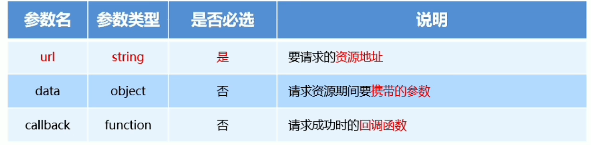 参数名 参数类型 是否必选 说明
url string 是 要请求的资源地址
data object 否 请求资源期间要携带的参数
callback function 否 请求成功时的回调函数